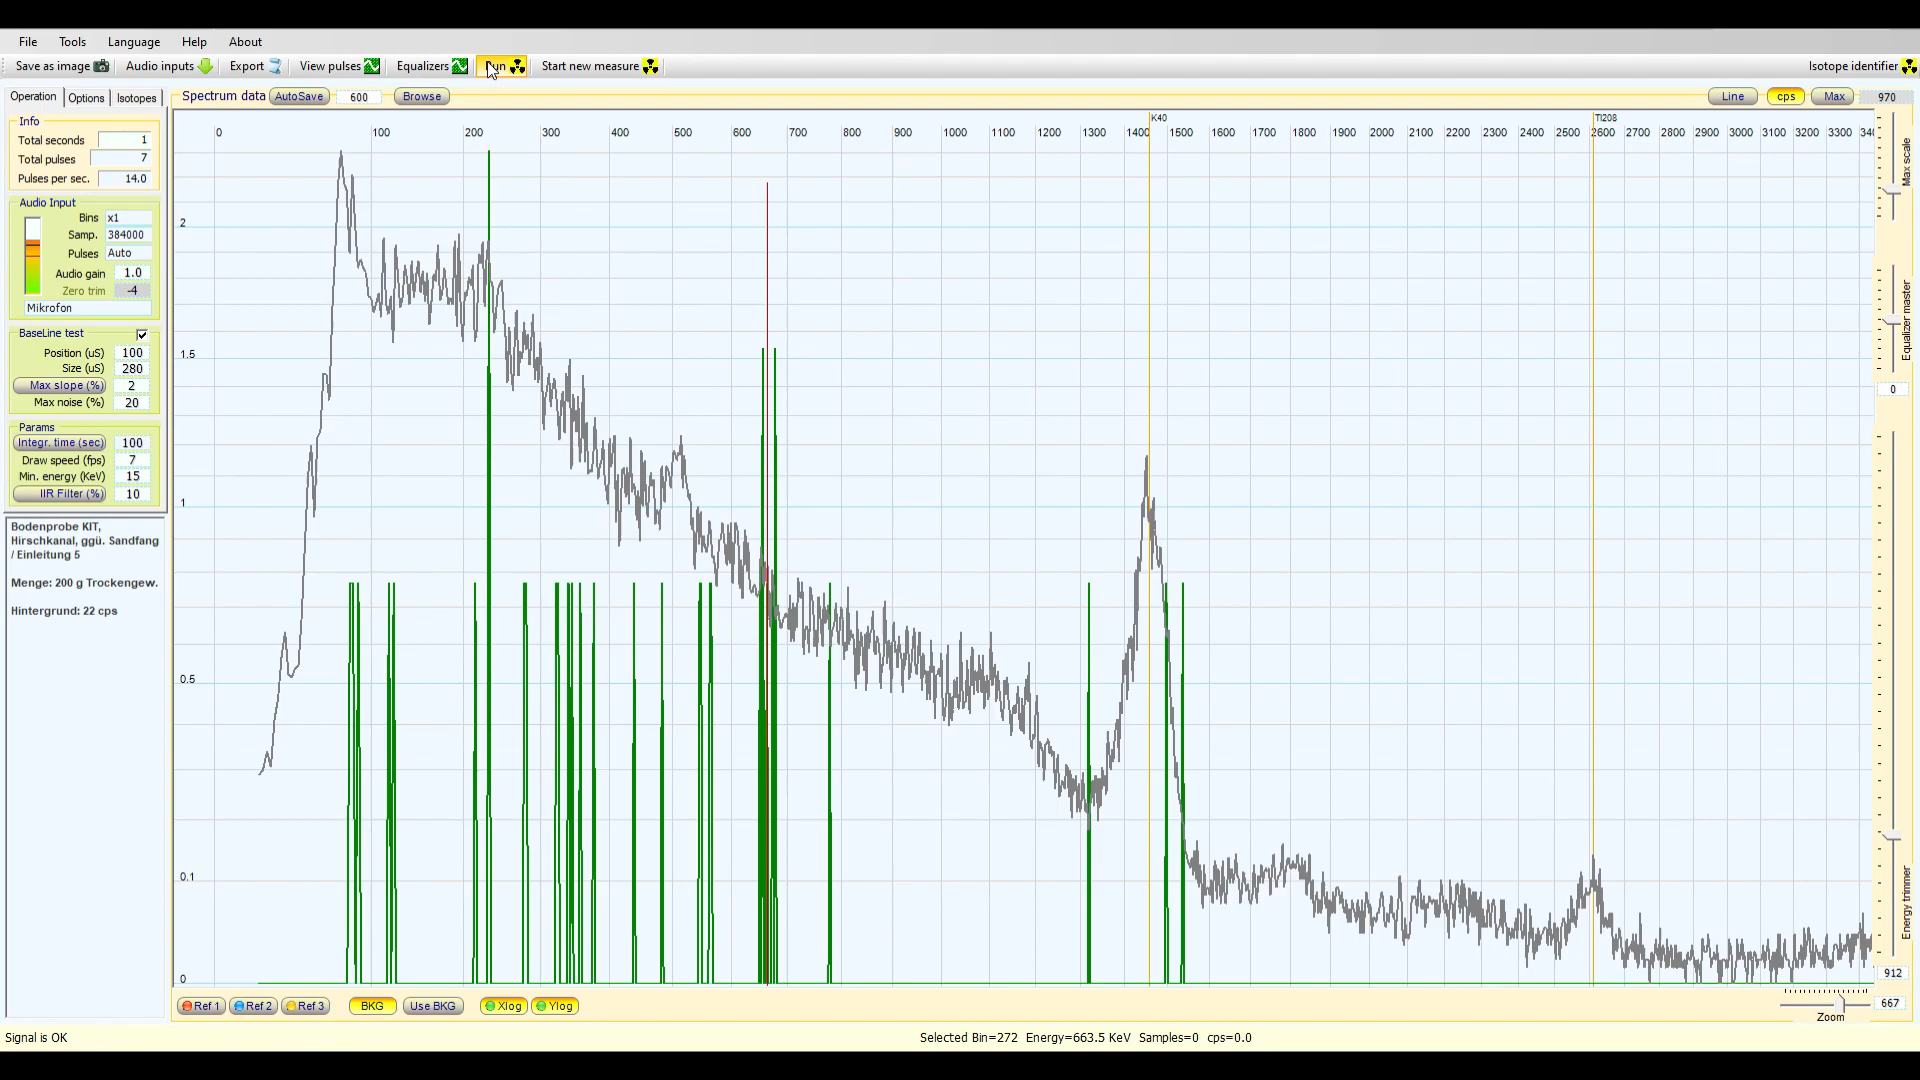 File Tools Language Help About
Save as image Audio inputs Export View pulses Equalizers Start new measure Isotope identifier
Operation Options Isotopes
Spectrum data AutoSave 600 Browse Line cps Max 970
Info
Total seconds 1
Total pulses 7
Pulses per sec. 14.0
Audio Input
Bins x1
Samp. 384000
Pulses Auto
Audio gain 1.0
Zero trim -4
Mikrofon
BaseLine test
Position (uS) 100
Size (uS) 280
Max slope (%) 2
Max noise (%) 20
Params
Integr. time (sec) 100
Draw speed (fps) 7
Min. energy (KeV) 15
IIR Filter (%) 10
Bodenprobe KIT,
Hirschkanal, ggü. Sandfang
/ Einleitung 5
Menge: 200 g Trockengew.
Hintergrund: 22 cps
K40 Tl208
0 100 200 300 400 500 600 700 800 900 1000 1100 1200 1300 1400 1500 1600 1700 1800 1900 2000 2100 2200 2300 2400 2500 2600 2700 2800 2900 3000 3100 3200 3300 340
2
1.5
1
0.5
0.1
0
Max scale
Equalizer master
0
Energy trimmer
912
667
Zoom
Ref 1 Ref 2 Ref 3 BKG Use BKG Xlog Ylog
Signal is OK Selected Bin=272 Energy=663.5 KeV Samples=0 cps=0.0